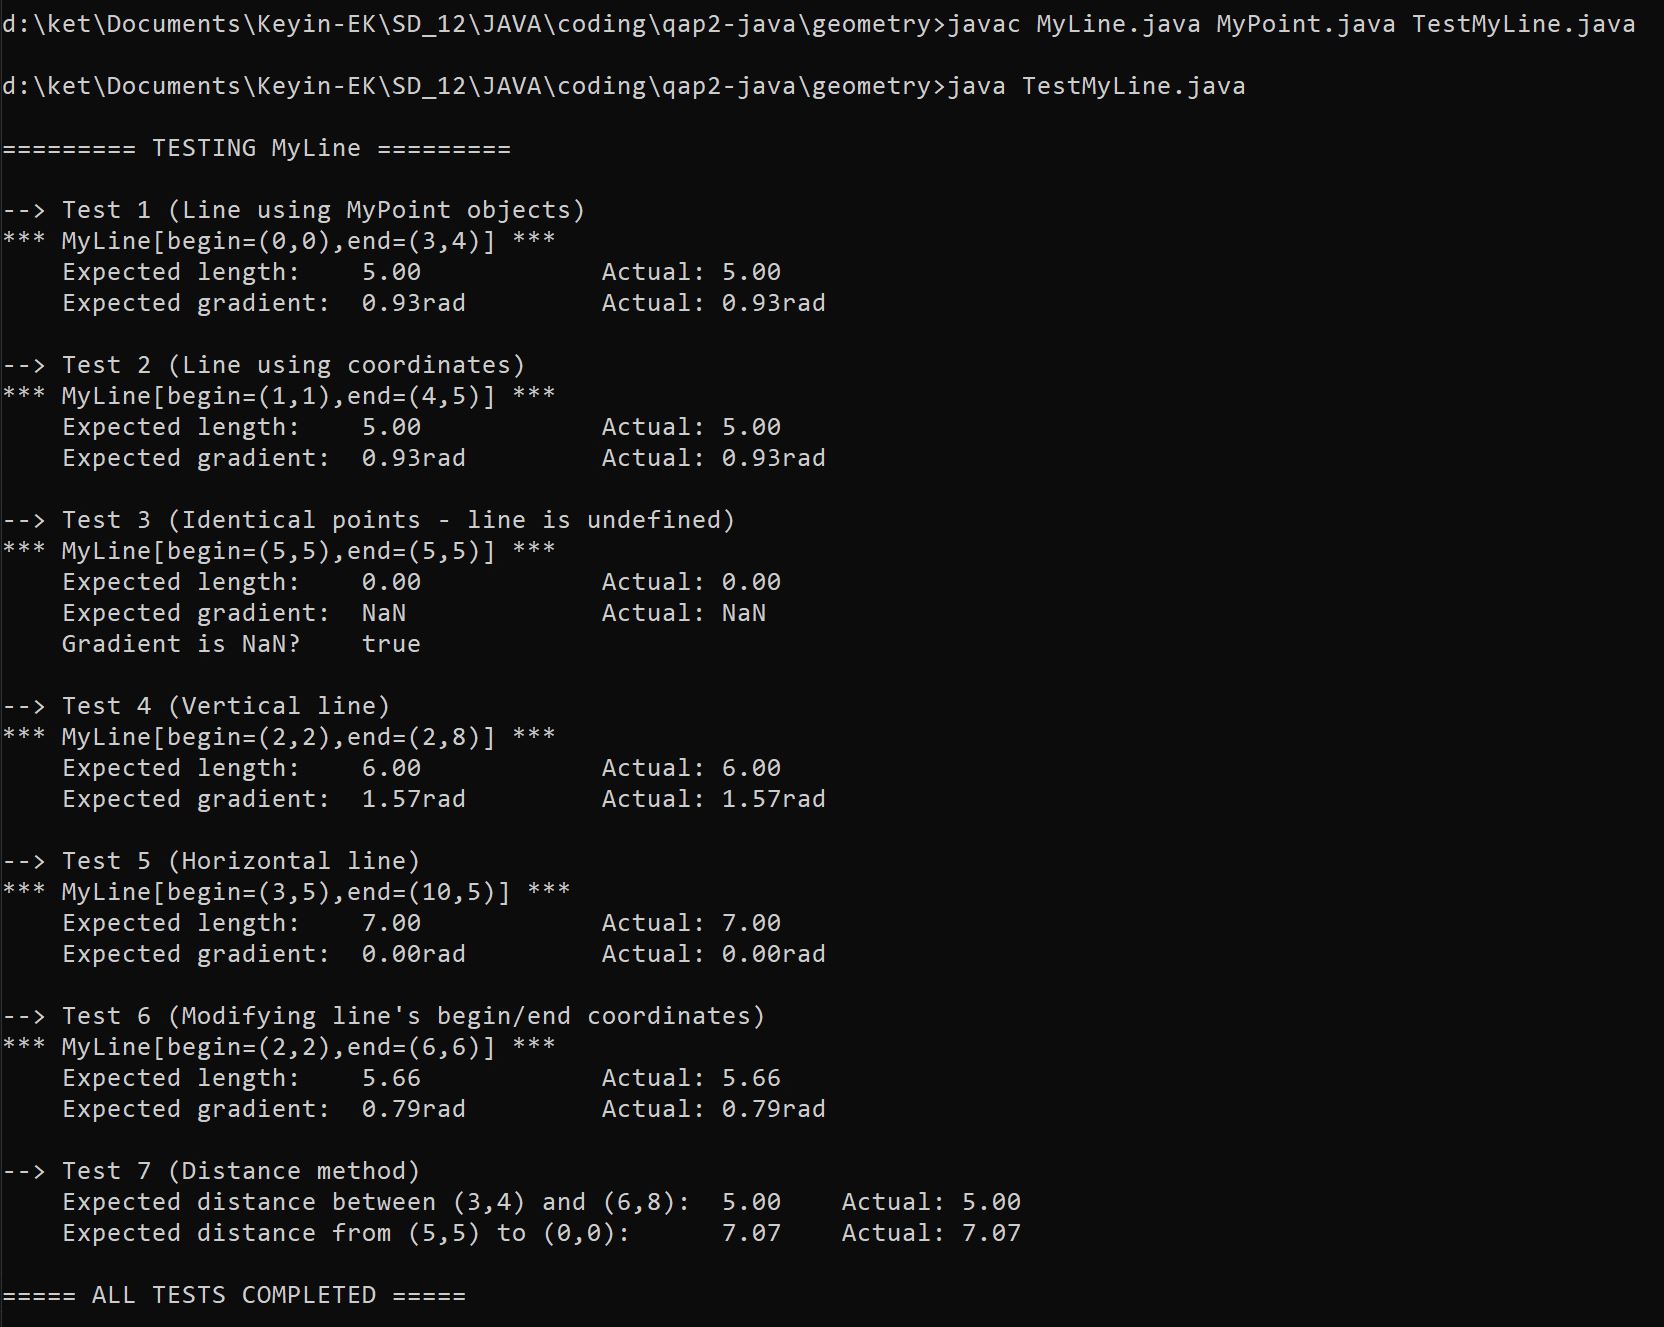 d:\ket\Documents\Keyin-EK\SD_12\JAVA\coding\qap2-java\geometry>javac MyLine.java MyPoint.java TestMyLine.java
d:\ket\Documents\Keyin-EK\SD_12\JAVA\coding\qap2-java\geometry>java TestMyLine.java
========= TESTING MyLine =========
--> Test 1 (Line using MyPoint objects)
*** MyLine[begin=(0,0),end=(3,4)] ***
    Expected length:    5.00            Actual: 5.00
    Expected gradient:  0.93rad         Actual: 0.93rad
--> Test 2 (Line using coordinates)
*** MyLine[begin=(1,1),end=(4,5)] ***
    Expected length:    5.00            Actual: 5.00
    Expected gradient:  0.93rad         Actual: 0.93rad
--> Test 3 (Identical points - line is undefined)
*** MyLine[begin=(5,5),end=(5,5)] ***
    Expected length:    0.00            Actual: 0.00
    Expected gradient:  NaN             Actual: NaN
    Gradient is NaN?    true
--> Test 4 (Vertical line)
*** MyLine[begin=(2,2),end=(2,8)] ***
    Expected length:    6.00            Actual: 6.00
    Expected gradient:  1.57rad         Actual: 1.57rad
--> Test 5 (Horizontal line)
*** MyLine[begin=(3,5),end=(10,5)] ***
    Expected length:    7.00            Actual: 7.00
    Expected gradient:  0.00rad         Actual: 0.00rad
--> Test 6 (Modifying line's begin/end coordinates)
*** MyLine[begin=(2,2),end=(6,6)] ***
    Expected length:    5.66            Actual: 5.66
    Expected gradient:  0.79rad         Actual: 0.79rad
--> Test 7 (Distance method)
    Expected distance between (3,4) and (6,8):  5.00    Actual: 5.00
    Expected distance from (5,5) to (0,0):      7.07    Actual: 7.07
===== ALL TESTS COMPLETED =====